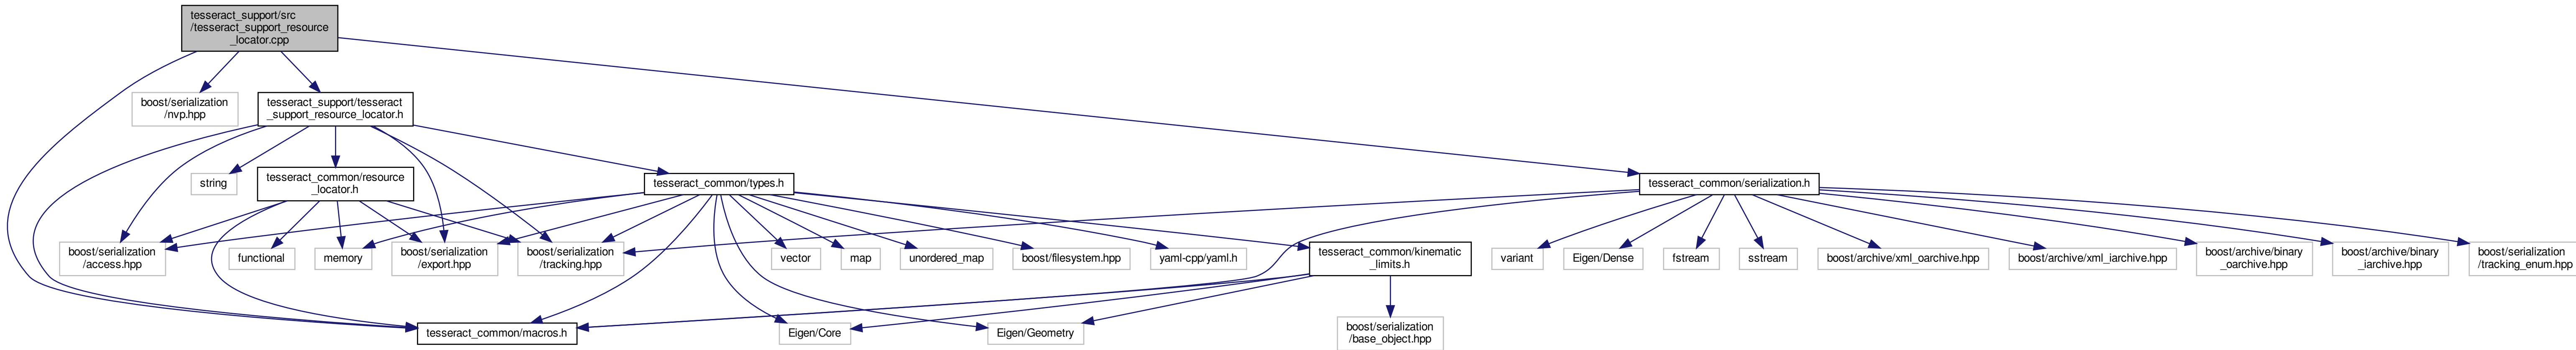 tesseract_support/src
/tesseract_support_resource
_locator.cpp
boost/serialization
/nvp.hpp
tesseract_support/tesseract
_support_resource_locator.h
string
tesseract_common/resource
_locator.h
tesseract_common/types.h
tesseract_common/serialization.h
boost/serialization
/access.hpp
functional
memory
boost/serialization
/export.hpp
boost/serialization
/tracking.hpp
vector
map
unordered_map
boost/filesystem.hpp
yaml-cpp/yaml.h
tesseract_common/kinematic
_limits.h
variant
Eigen/Dense
fstream
sstream
boost/archive/xml_oarchive.hpp
boost/archive/xml_iarchive.hpp
boost/archive/binary
_oarchive.hpp
boost/archive/binary
_iarchive.hpp
boost/serialization
/tracking_enum.hpp
tesseract_common/macros.h
Eigen/Core
Eigen/Geometry
boost/serialization
/base_object.hpp